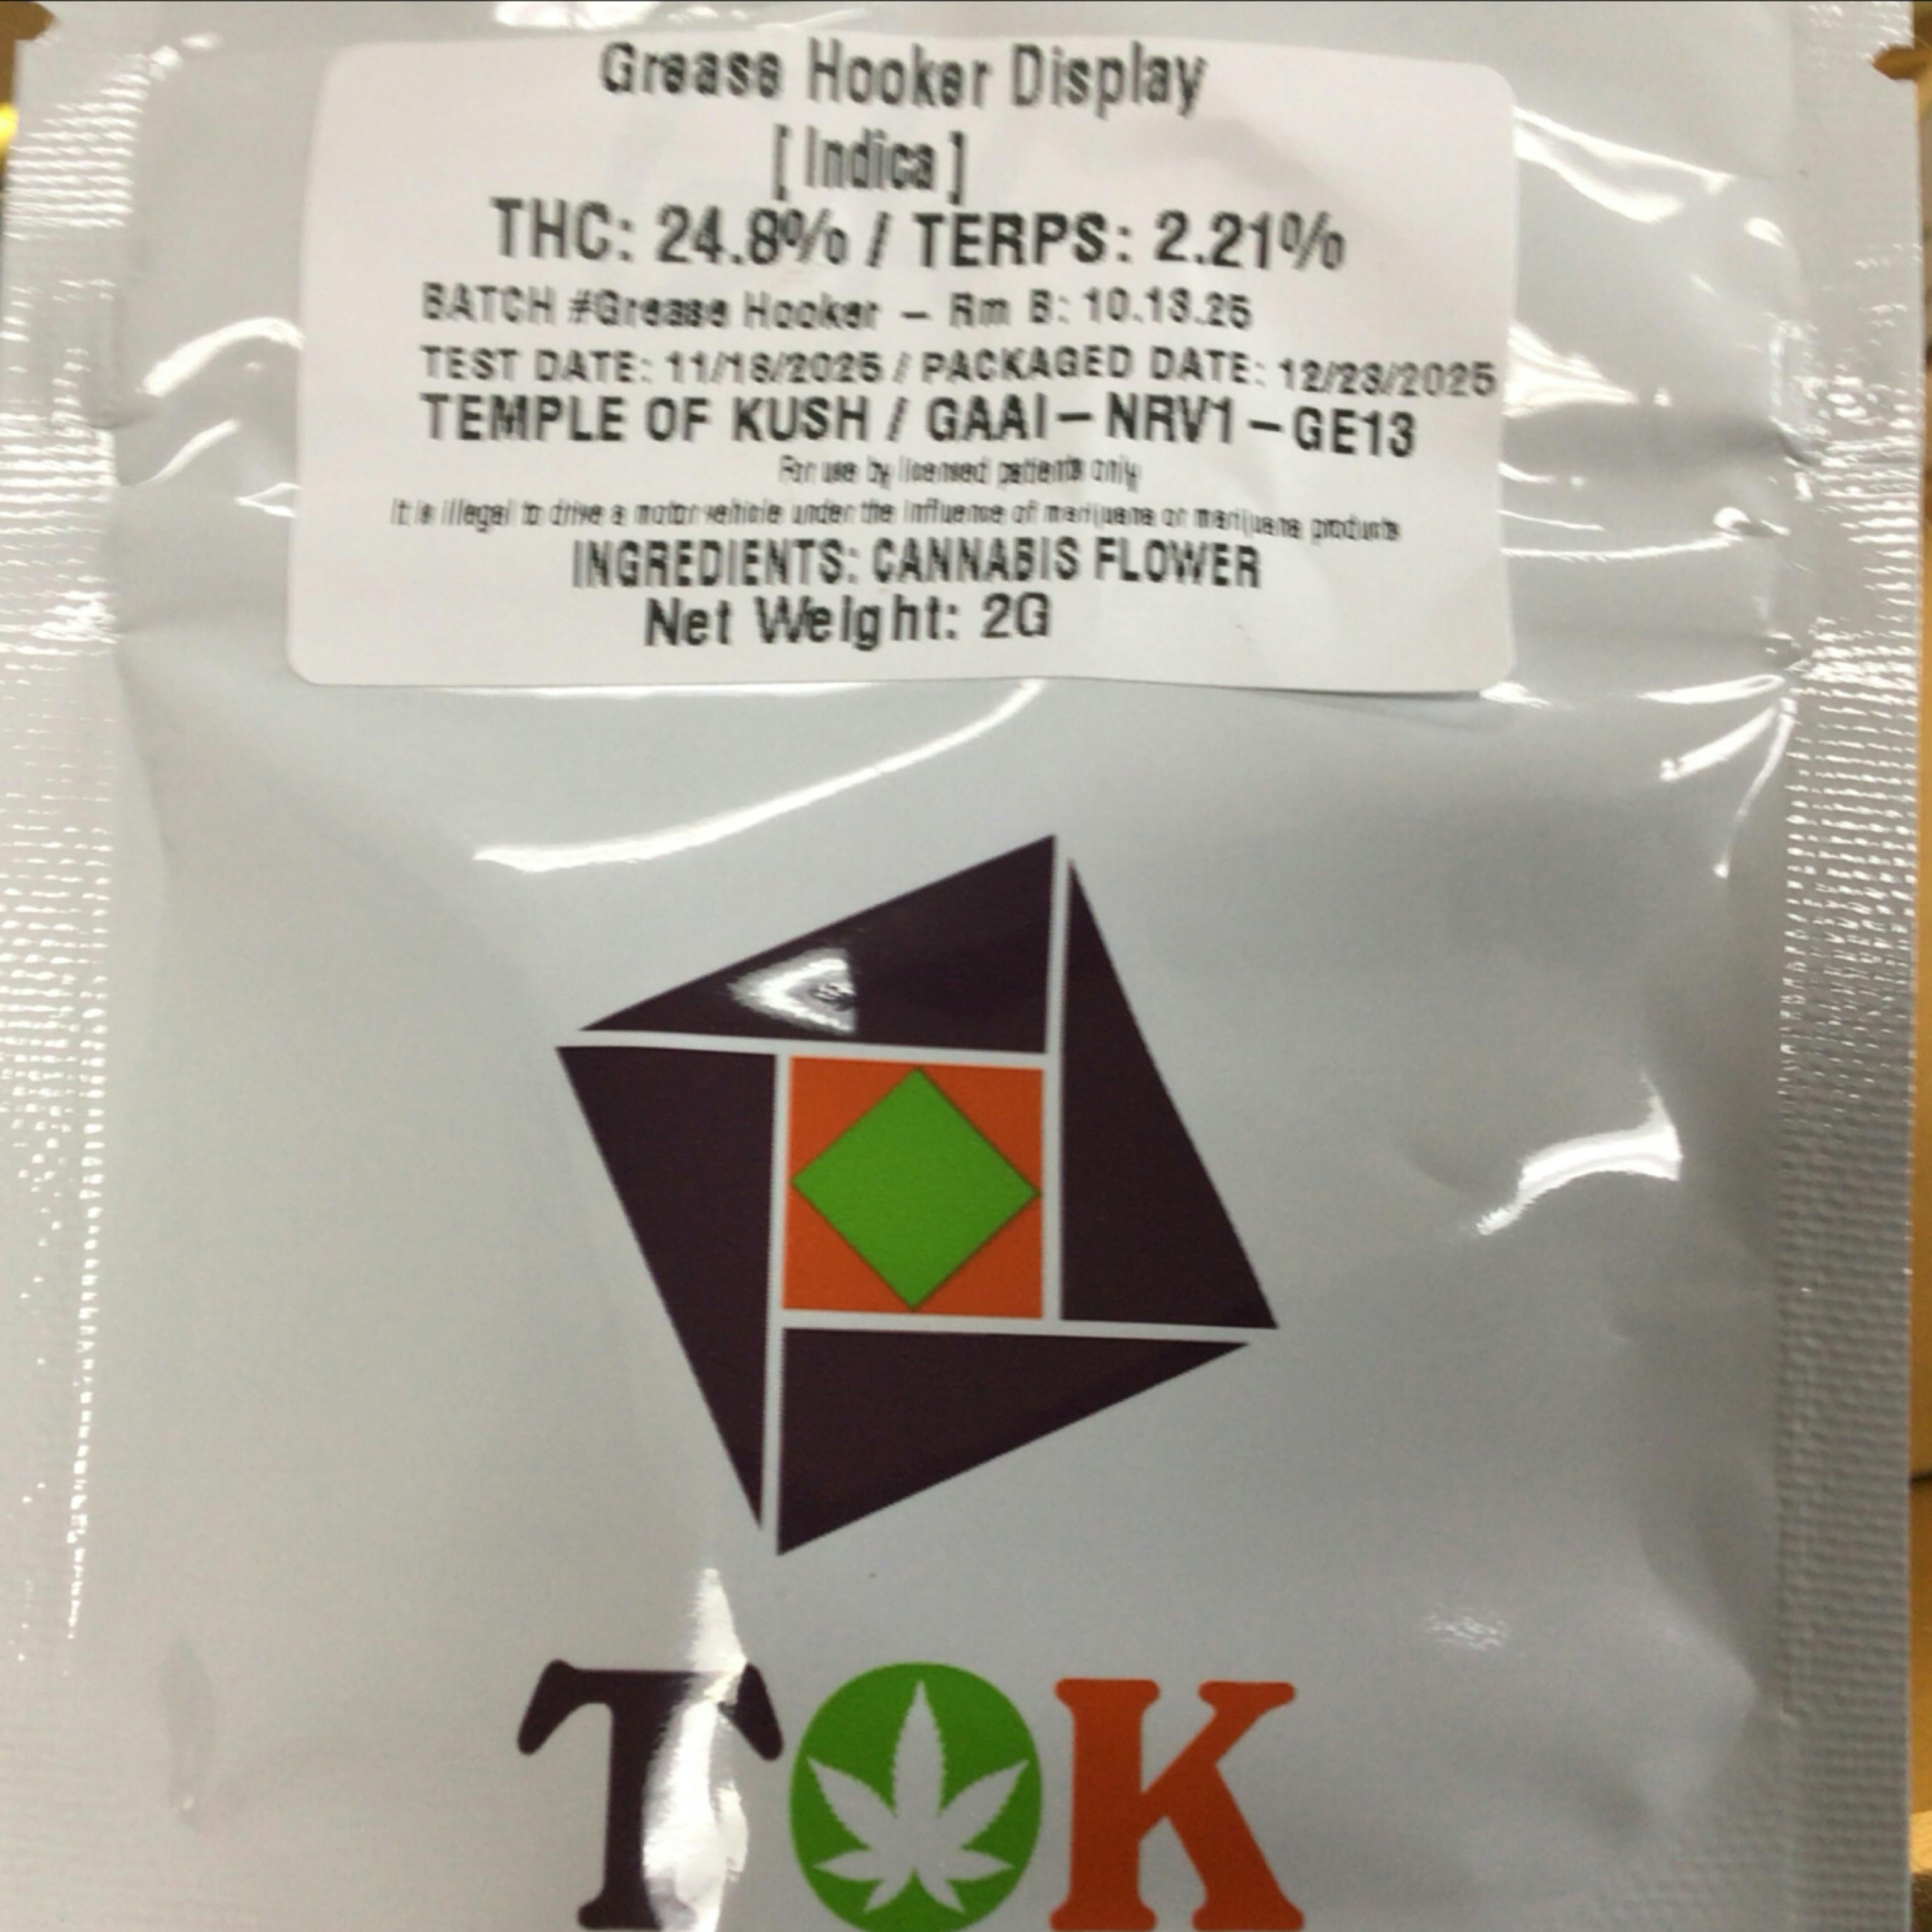 Grease Hooker Display
[ Indica ]
THC: 24.8% / TERPS: 2.21%
BATCH #Grease Hooker – Rm B: 10.13.25
TEST DATE: 11/18/2025 / PACKAGED DATE: 12/23/2025
TEMPLE OF KUSH / GAAI–NRV1–GE13
For use by licensed patients only
It is illegal to drive a motor vehicle under the influence of marijuana or marijuana products
INGREDIENTS: CANNABIS FLOWER
Net Weight: 2G
TOK